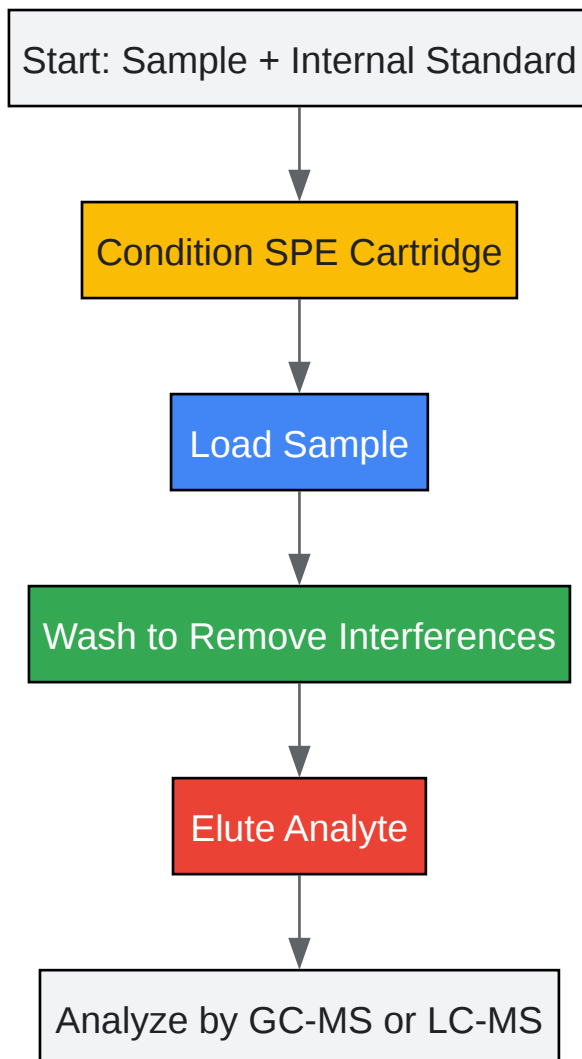 Start: Sample + Internal Standard
Condition SPE Cartridge
Load Sample
Wash to Remove Interferences
Elute Analyte
Analyze by GC-MS or LC-MS